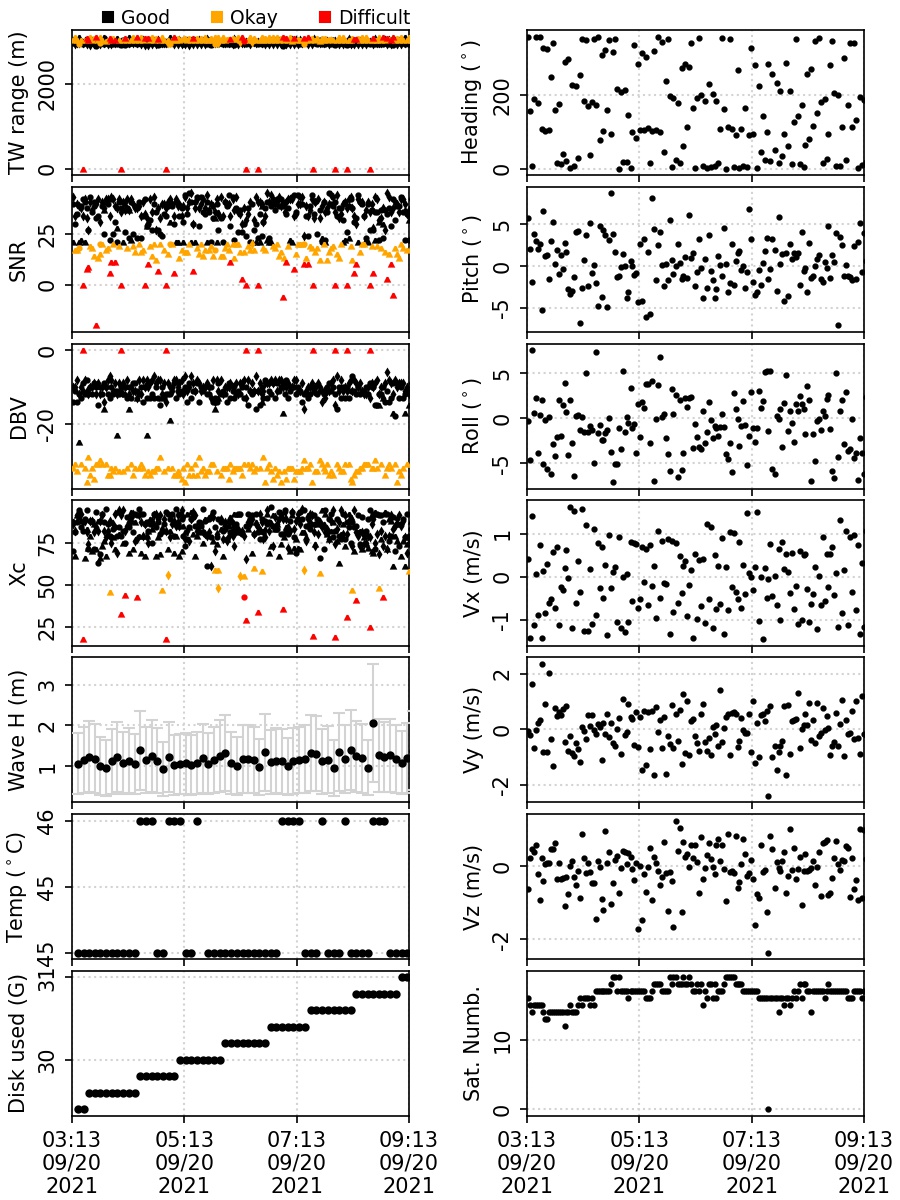 Good Okay Difficult
TW range (m)
2000
0
Heading (°)
200
0
SNR
25
0
Pitch (°)
5
0
-5
DBV
0
-20
Roll (°)
5
0
-5
Xc
75
50
25
Vx (m/s)
1
0
-1
Wave H (m)
3
2
1
Vy (m/s)
2
0
-2
Temp (°C)
46
45
45
Vz (m/s)
0
-2
Disk used (G)
31
30
Sat. Numb.
10
0
03:13 05:13 07:13 09:13
09/20 09/20 09/20 09/20
2021 2021 2021 2021
03:13 05:13 07:13 09:13
09/20 09/20 09/20 09/20
2021 2021 2021 2021